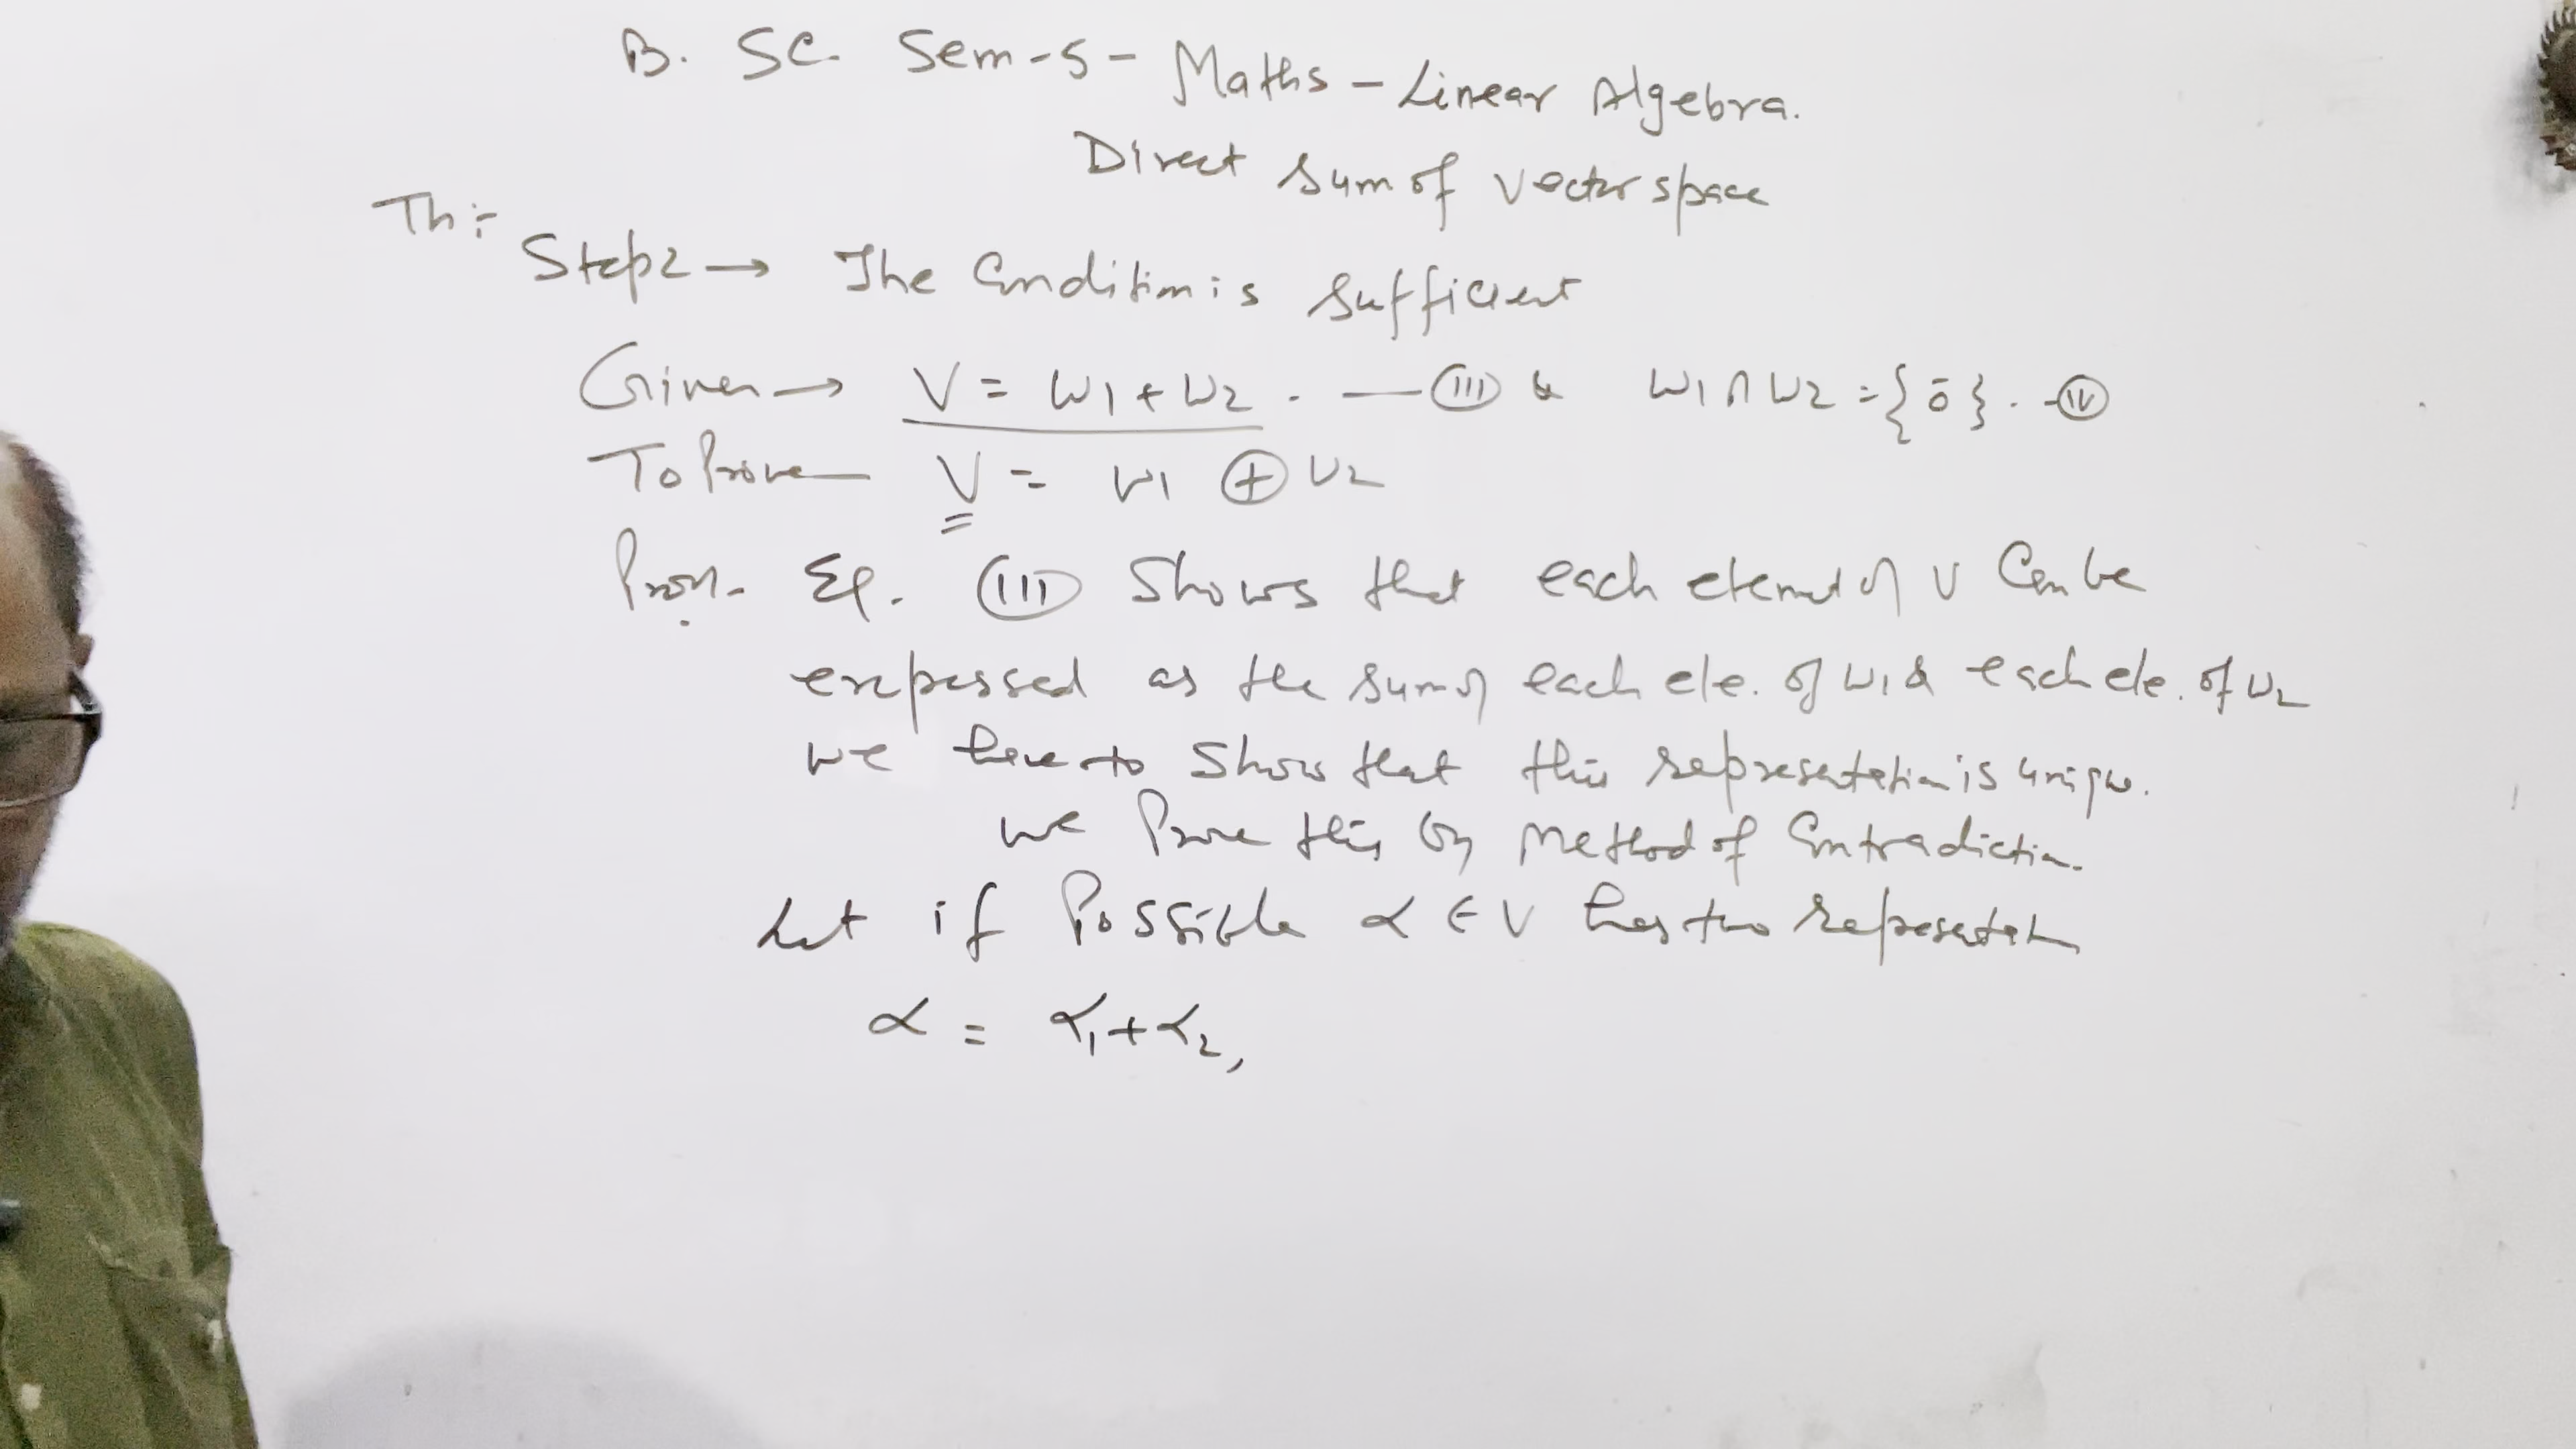 B. SC. Sem-5 - Maths - Linear Algebra.
Direct Sum of Vector space
Th:-
Step2 → The Condition is Sufficient
Given → V = W1 + W2 . — (III) & W1 ∩ W2 = {ō} . - (IV)
To Prove — V = W1 ⊕ W2
Proof. Eq. (III) Shows that each element of V Can be
expressed as the sum of each ele. of W1 & each ele. of W2
we have to Show that this representation is unique.
we Prove this by Method of Contradiction.
Let if Possible α ∈ V has two representation
α = α₁ + α₂,